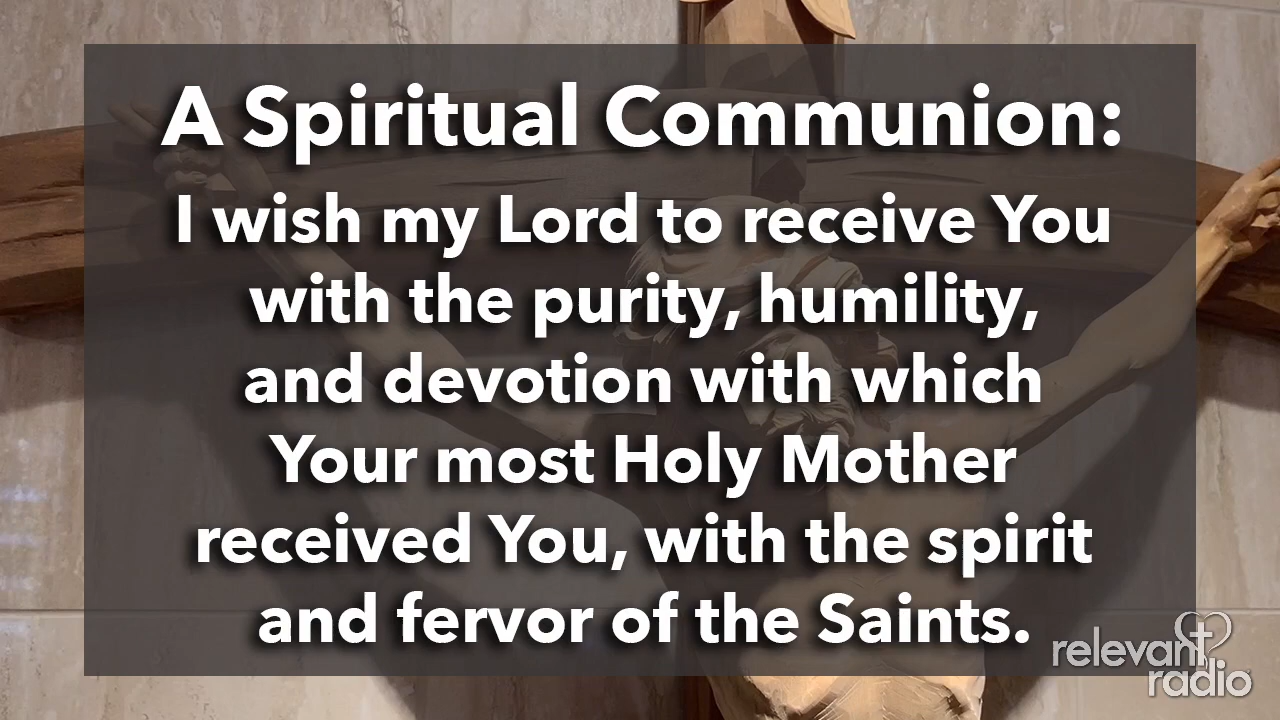 A Spiritual Communion:
I wish my Lord to receive You
with the purity, humility,
and devotion with which
Your most Holy Mother
received You, with the spirit
and fervor of the Saints.
relevant
radio